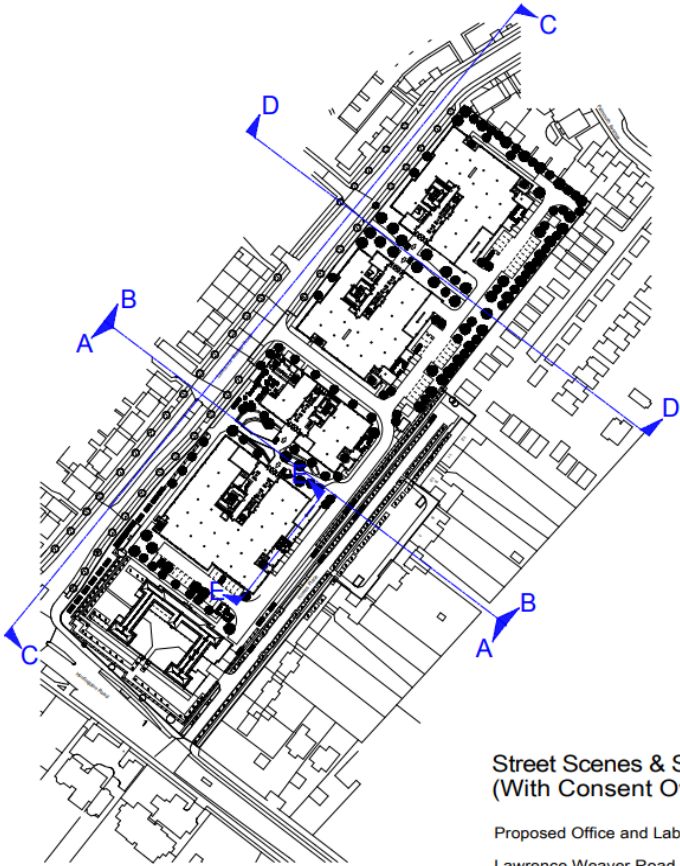 C
D
B
A
E
D
E
B
A
C
Street Scenes & S
(With Consent O
Proposed Office and Lab
Lawrence Weaver Road